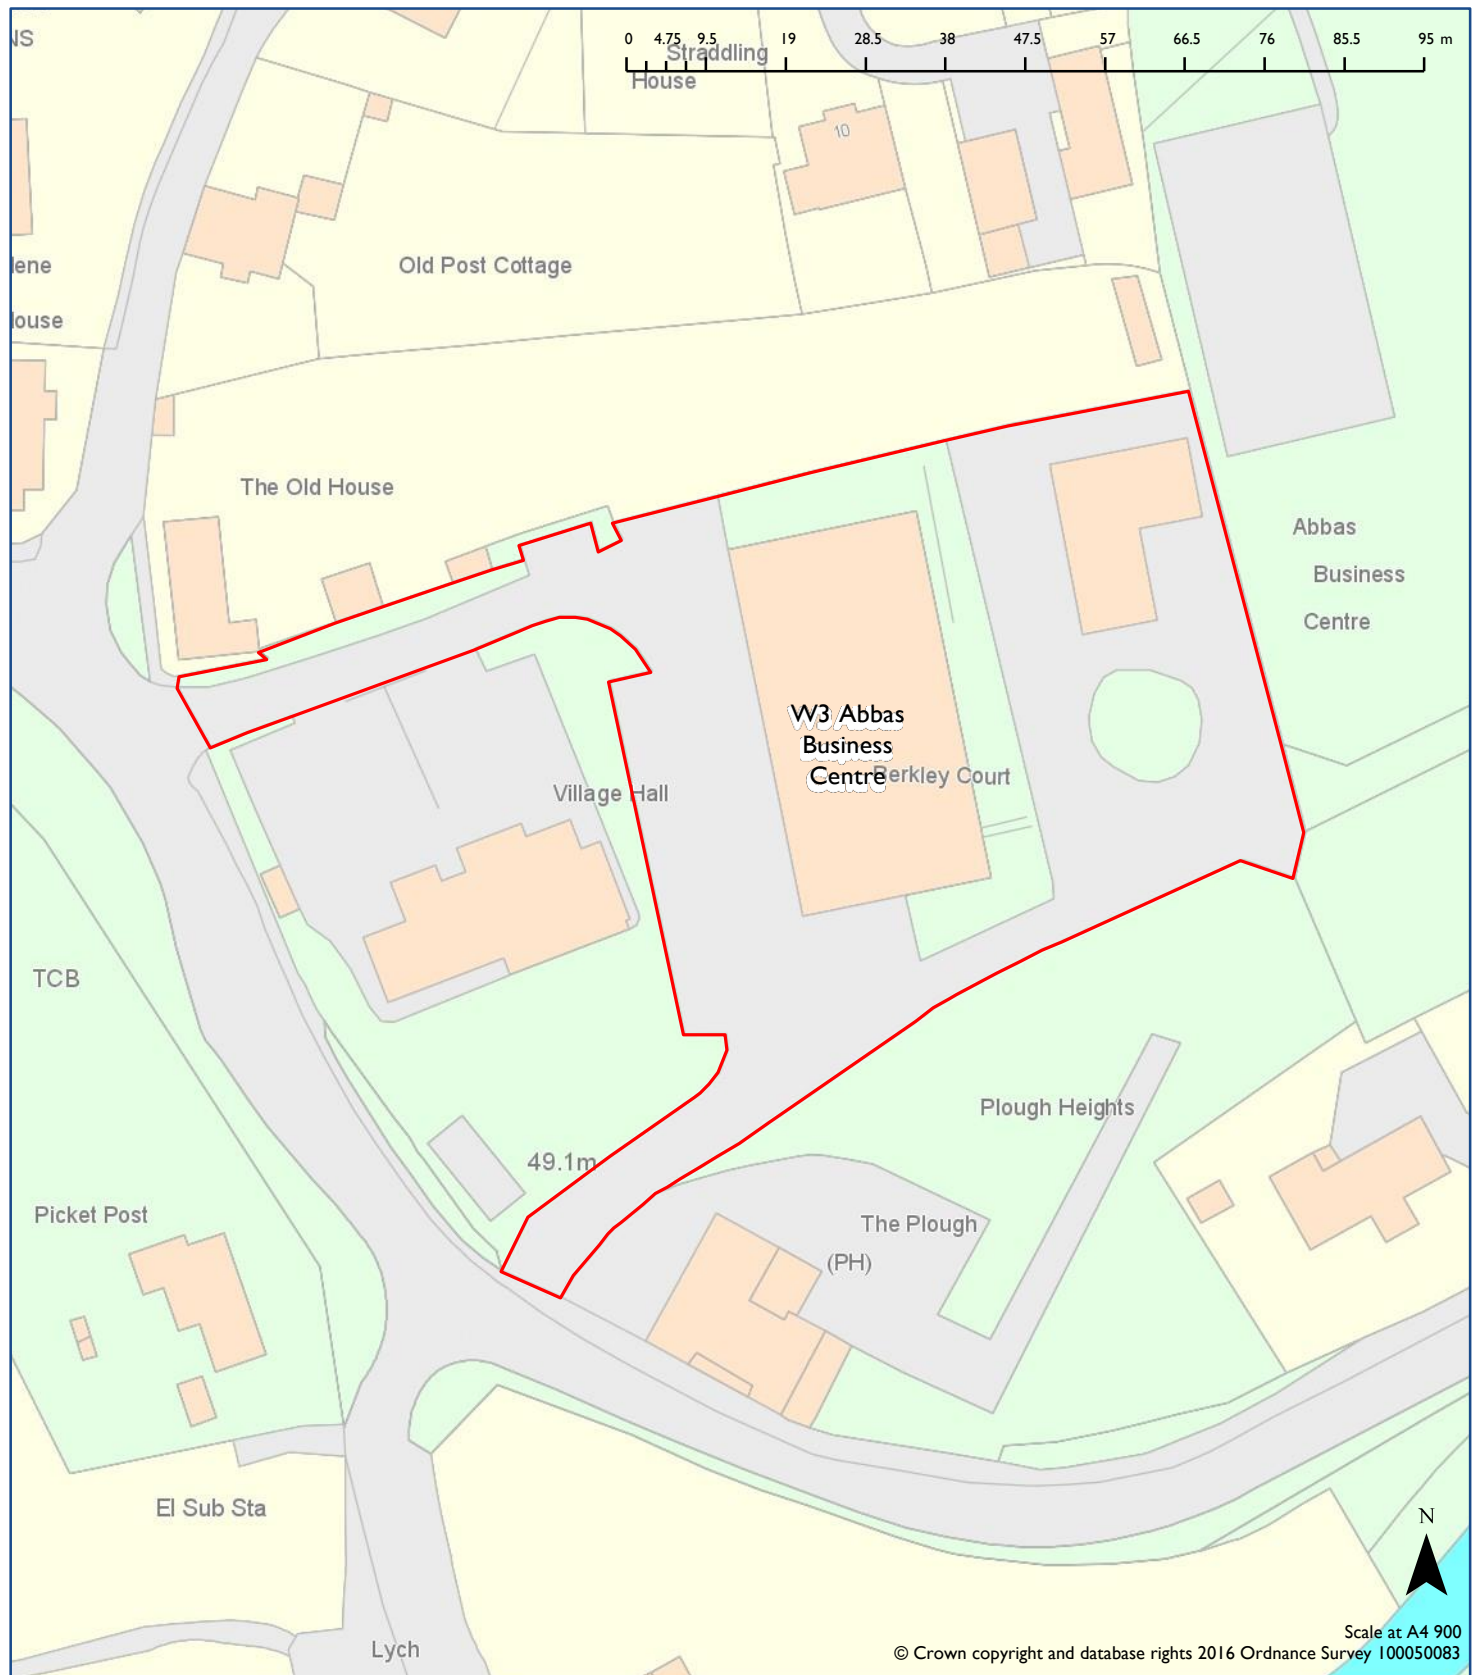 NS
0 4.75 9.5 19 28.5 38 47.5 57 66.5 76 85.5 95 m
Straddling
House
10
Old Post Cottage
lene
louse
The Old House
Abbas
Business
Centre
W3 Abbas
Business
Centre
Berkley Court
Village Hall
TCB
Plough Heights
49.1m
Picket Post
The Plough
(PH)
El Sub Sta
N
Lych
Scale at A4 900
© Crown copyright and database rights 2016 Ordnance Survey 100050083